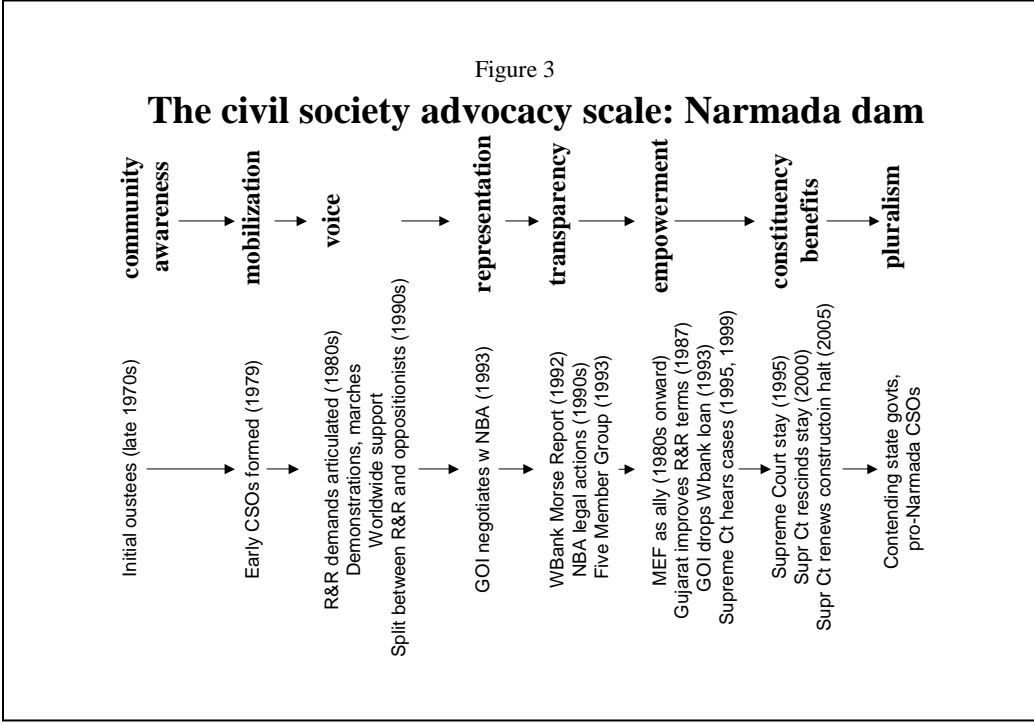 Figure 3
The civil society advocacy scale: Narmada dam
community
awareness
mobilization
voice
representation
transparency
empowerment
constituency
benefits
pluralism
Initial oustees (late 1970s)
Early CSOs formed (1979)
R&R demands articulated (1980s)
Demonstrations, marches
Worldwide support
Split between R&R and oppositionists (1990s)
GOI negotiates w NBA (1993)
WBank Morse Report (1992)
NBA legal actions (1990s)
Five Member Group (1993)
MEF as ally (1980s onward)
Gujarat improves R&R terms (1987)
GOI drops Wbank loan (1993)
Supreme Ct hears cases (1995, 1999)
Supreme Court stay (1995)
Supr Ct rescinds stay (2000)
Supr Ct renews constructoin halt (2005)
Contending state govts,
pro-Narmada CSOs